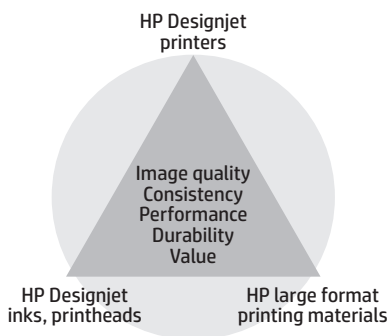 HP Designjet
printers
Image quality
Consistency
Performance
Durability
Value
HP Designjet
inks, printheads
HP large format
printing materials